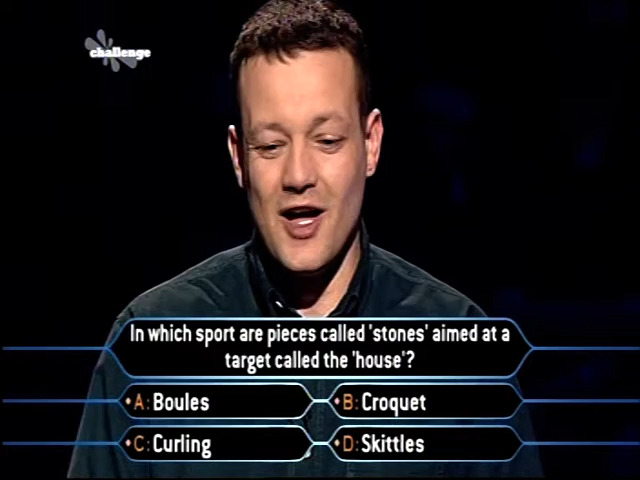 challenge
In which sport are pieces called 'stones' aimed at a
target called the 'house'?
A: Boules
B: Croquet
C: Curling
D: Skittles